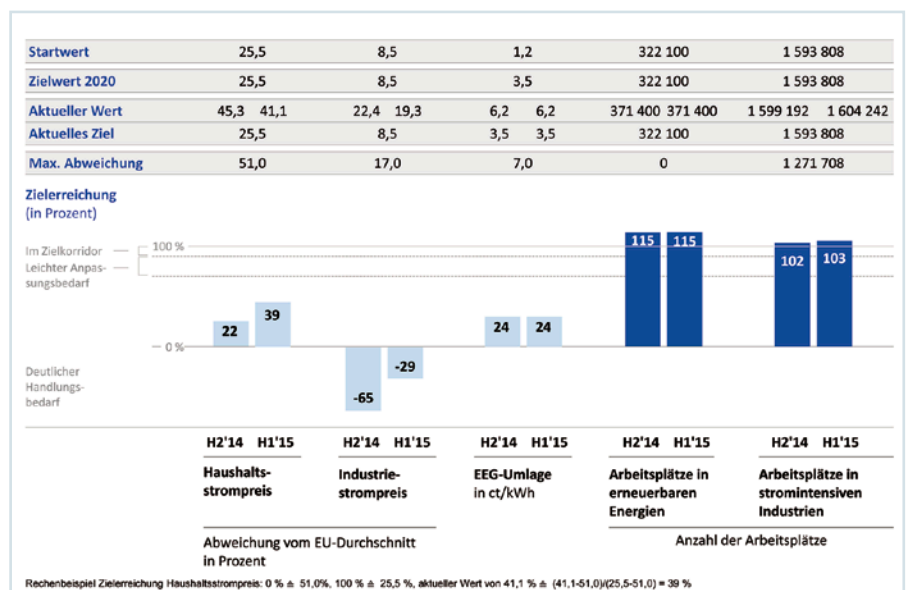 Startwert 25,5 8,5 1,2 322 100 1 593 808
Zielwert 2020 25,5 8,5 3,5 322 100 1 593 808
Aktueller Wert 45,3 41,1 22,4 19,3 6,2 6,2 371 400 371 400 1 599 192 1 604 242
Aktuelles Ziel 25,5 8,5 3,5 3,5 322 100 1 593 808
Max. Abweichung 51,0 17,0 7,0 0 1 271 708
Zielerreichung
(in Prozent)
Im Zielkorridor
100 %
Leichter Anpas-
sungsbedarf
0 %
Deutlicher
Handlungs-
bedarf
22 39 -65 -29 24 24 115 115 102 103
H2'14 H1'15 H2'14 H1'15 H2'14 H1'15 H2'14 H1'15 H2'14 H1'15
Haushalts-
strompreis
Industrie-
strompreis
EEG-Umlage
in ct/kWh
Arbeitsplätze in
erneuerbaren
Energien
Arbeitsplätze in
stromintensiven
Industrien
Abweichung vom EU-Durchschnitt
in Prozent
Anzahl der Arbeitsplätze
Rechenbeispiel Zielerreichung Haushaltsstrompreis: 0 % ≙ 51,0%, 100 % ≙ 25,5 %, aktueller Wert von 41,1 % ≙ (41,1-51,0)/(25,5-51,0) = 39 %